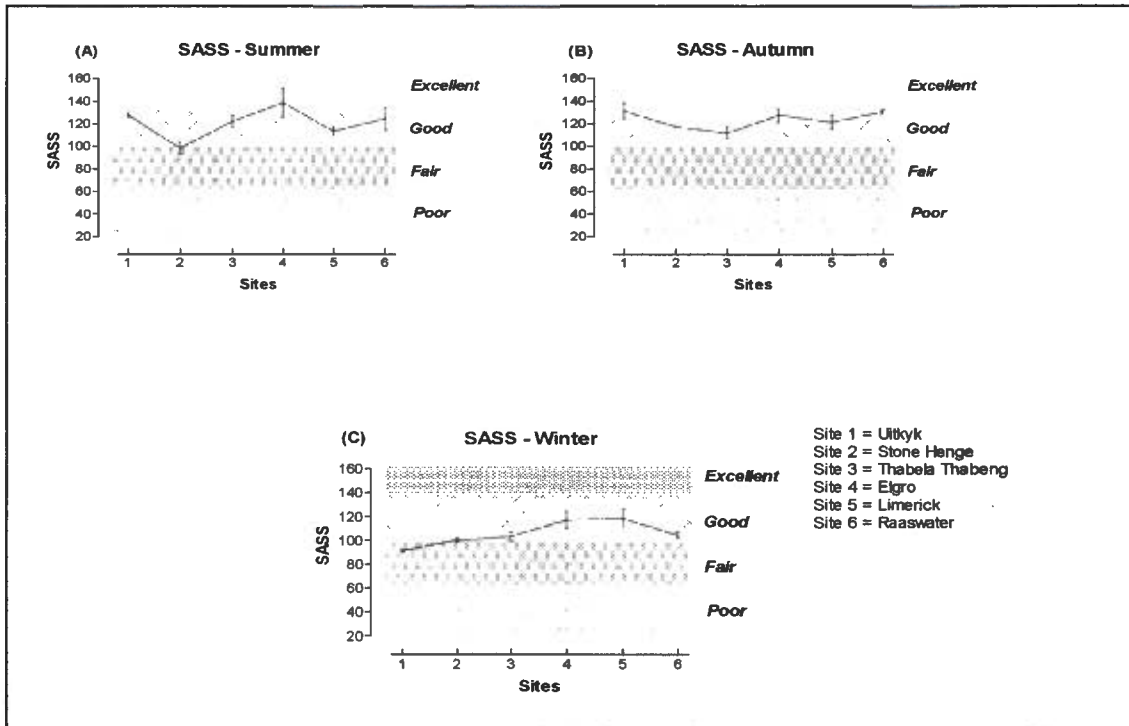 (A) SASS - Summer
160
140
120
100
80
60
40
20
SASS
Excellent
Good
Fair
Poor
1 2 3 4 5 6
Sites
(B) SASS - Autumn
160
140
120
100
80
60
40
20
SASS
Excellent
Good
Fair
Poor
1 2 3 4 5 6
Sites
(C) SASS - Winter
160
140
120
100
80
60
40
20
SASS
Excellent
Good
Fair
Poor
1 2 3 4 5 6
Sites
Site 1 = Uitkyk
Site 2 = Stone Henge
Site 3 = Thabela Thabeng
Site 4 = Elgro
Site 5 = Limerick
Site 6 = Raaswater